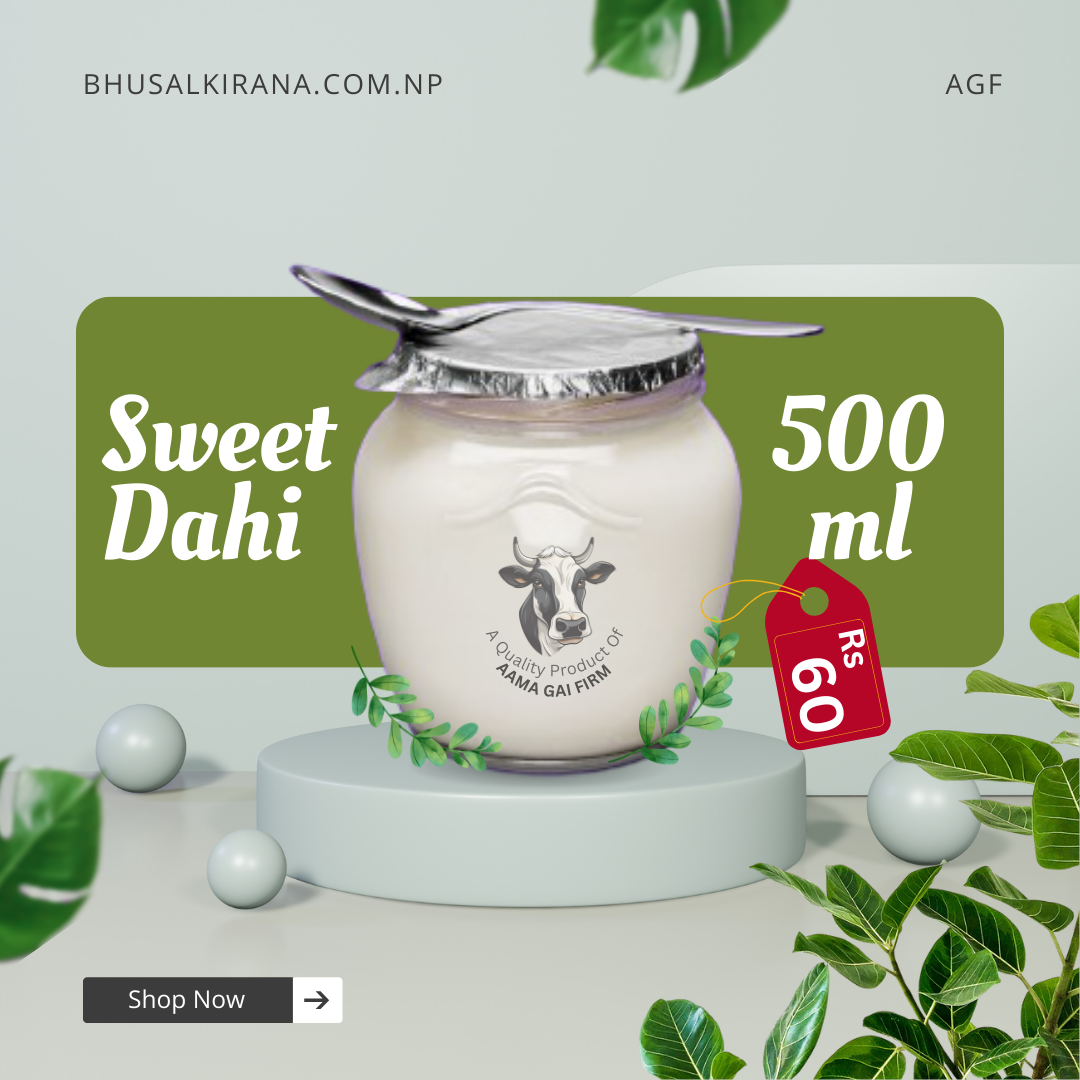 BHUSALKIRANA.COM.NP
AGF
Sweet
Dahi
500
ml
A Quality Product Of
AAMA GAI FIRM
Rs
60
Shop Now